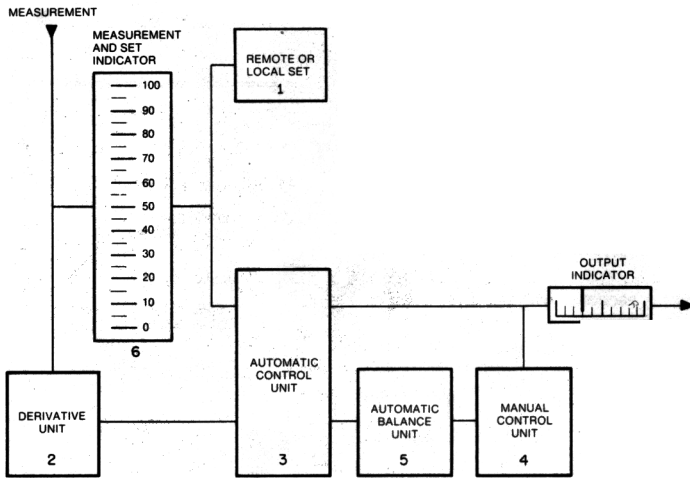 MEASUREMENT
MEASUREMENT
AND SET
INDICATOR
100
90
80
70
60
50
40
30
20
10
0
6
REMOTE OR
LOCAL SET
1
OUTPUT
INDICATOR
DERIVATIVE
UNIT
2
AUTOMATIC
CONTROL
UNIT
3
AUTOMATIC
BALANCE
UNIT
5
MANUAL
CONTROL
UNIT
4